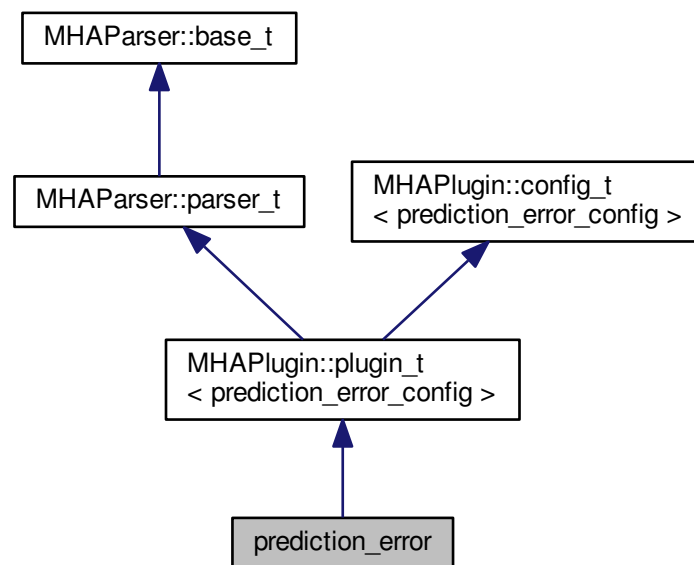 MHAParser::base_t
MHAParser::parser_t
MHAPlugin::config_t
< prediction_error_config >
MHAPlugin::plugin_t
< prediction_error_config >
prediction_error